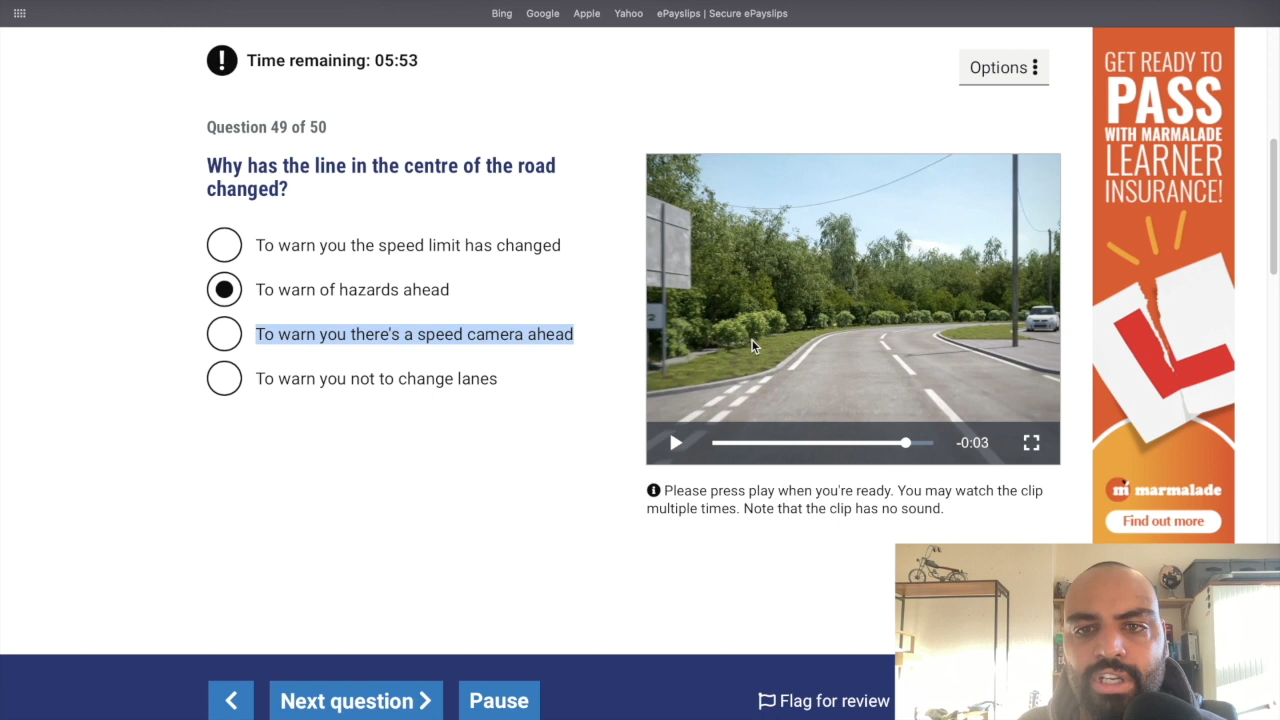 Bing Google Apple Yahoo ePayslips | Secure ePayslips
Time remaining: 05:53
Options
Question 49 of 50
Why has the line in the centre of the road
changed?
To warn you the speed limit has changed
To warn of hazards ahead
To warn you there's a speed camera ahead
To warn you not to change lanes
-0:03
Please press play when you're ready. You may watch the clip
multiple times. Note that the clip has no sound.
GET READY TO
PASS
WITH MARMALADE
LEARNER
INSURANCE!
L
m marmalade
Find out more
Next question
Pause
Flag for review